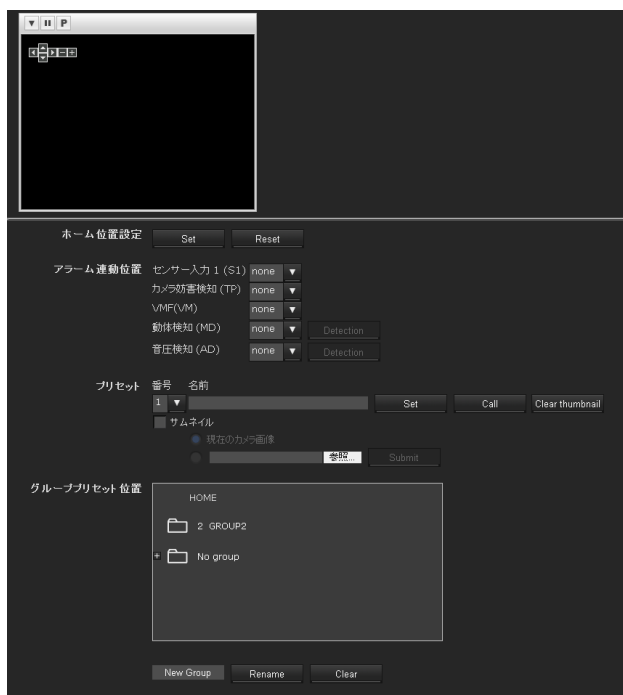 P
ホーム位置設定 Set Reset
アラーム連動位置 センサー入力 1 (S1) none
カメラ妨害検知 (TP) none
VMF(VM) none
動体検知 (MD) none Detection
音圧検知 (AD) none Detection
プリセット 番号 名前
1 Set Call Clear thumbnail
サムネイル
現在のカメラ画像
参照... Submit
グループプリセット位置
HOME
2 GROUP2
+ No group
New Group Rename Clear